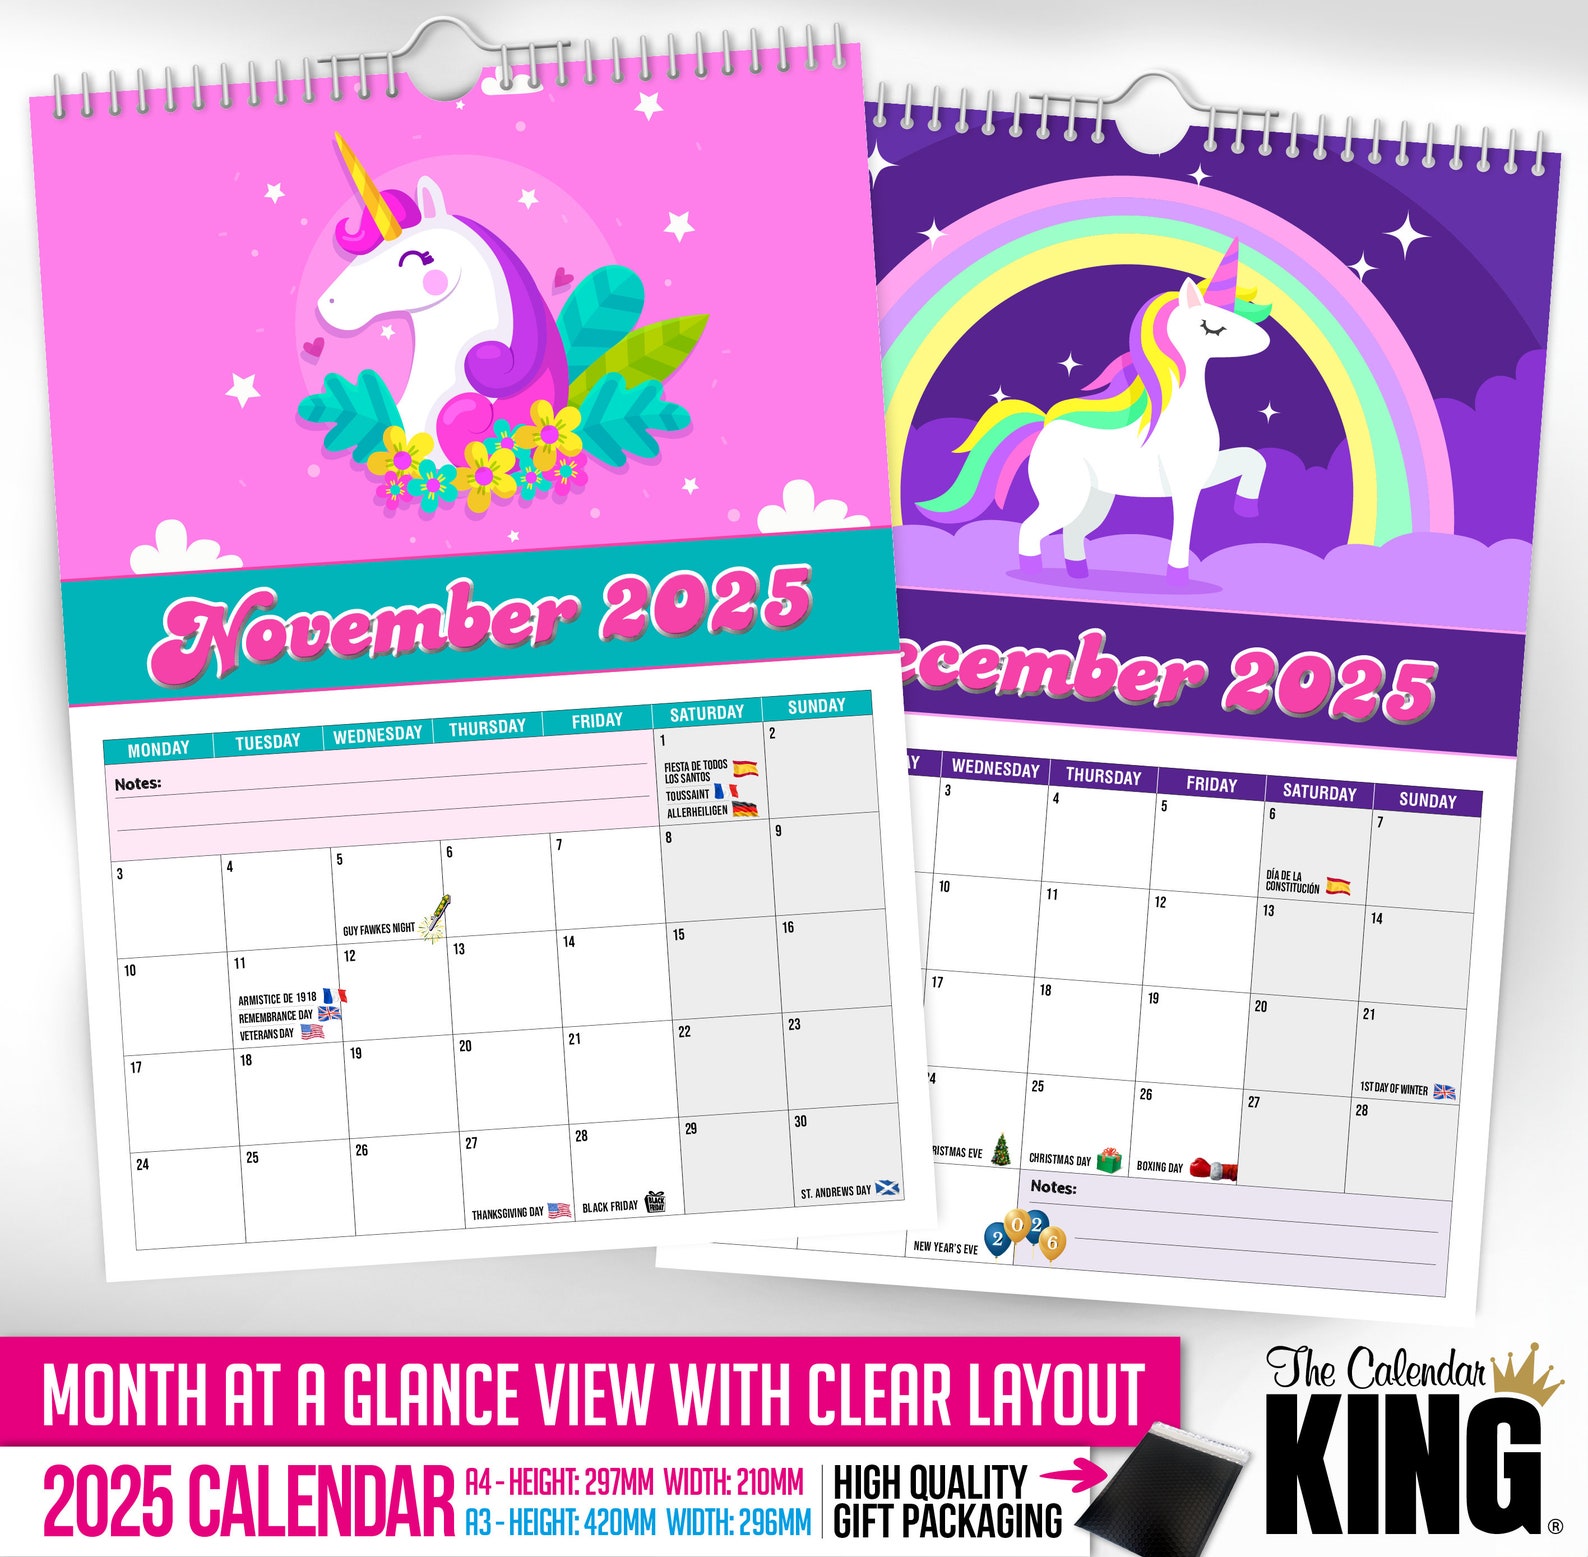 November 2025
MONDAY TUESDAY WEDNESDAY THURSDAY FRIDAY SATURDAY SUNDAY
Notes:
1 2
FIESTA DE TODOS
LOS SANTOS
TOUSSAINT
ALLERHEILIGEN
3 4 5 6 7 8 9
GUY FAWKES NIGHT
10 11 12 13 14 15 16
ARMISTICE DE 1918
REMEMBRANCE DAY
VETERANS DAY
17 18 19 20 21 22 23
24 25 26 27 28 29 30
THANKSGIVING DAY BLACK FRIDAY BLACK FRIDAY ST. ANDREWS DAY
ecember 2025
AY WEDNESDAY THURSDAY FRIDAY SATURDAY SUNDAY
3 4 5 6 7
DÍA DE LA
CONSTITUCIÓN
10 11 12 13 14
17 18 19 20 21
1ST DAY OF WINTER
4 25 26 27 28
RISTMAS EVE CHRISTMAS DAY BOXING DAY
Notes:
NEW YEAR'S EVE 2026
MONTH AT A GLANCE VIEW WITH CLEAR LAYOUT
2025 CALENDAR
A4 - HEIGHT: 297MM WIDTH: 210MM
A3 - HEIGHT: 420MM WIDTH: 296MM
HIGH QUALITY
GIFT PACKAGING
The Calendar
KING®